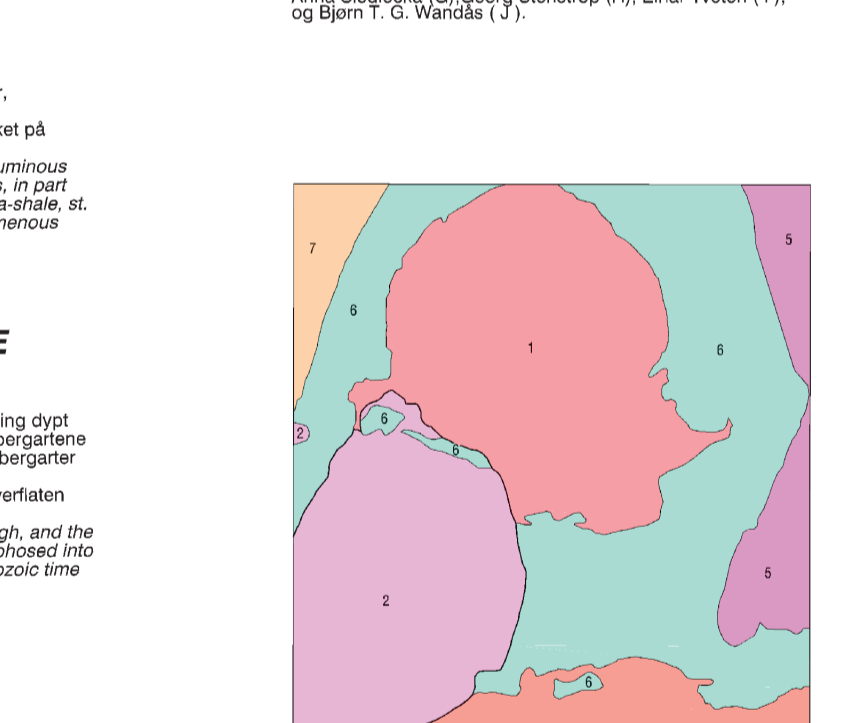 og Bjørn T. G. Wandås ( J ).
r,
ket på
uminous
s, in part
a-shale, st.
nenous
E
ing dypt
bergartene
bergarter
verflaten
gh, and the
phosed into
ozoic time
7
5
6
1
6
6
2
6
5
2
6